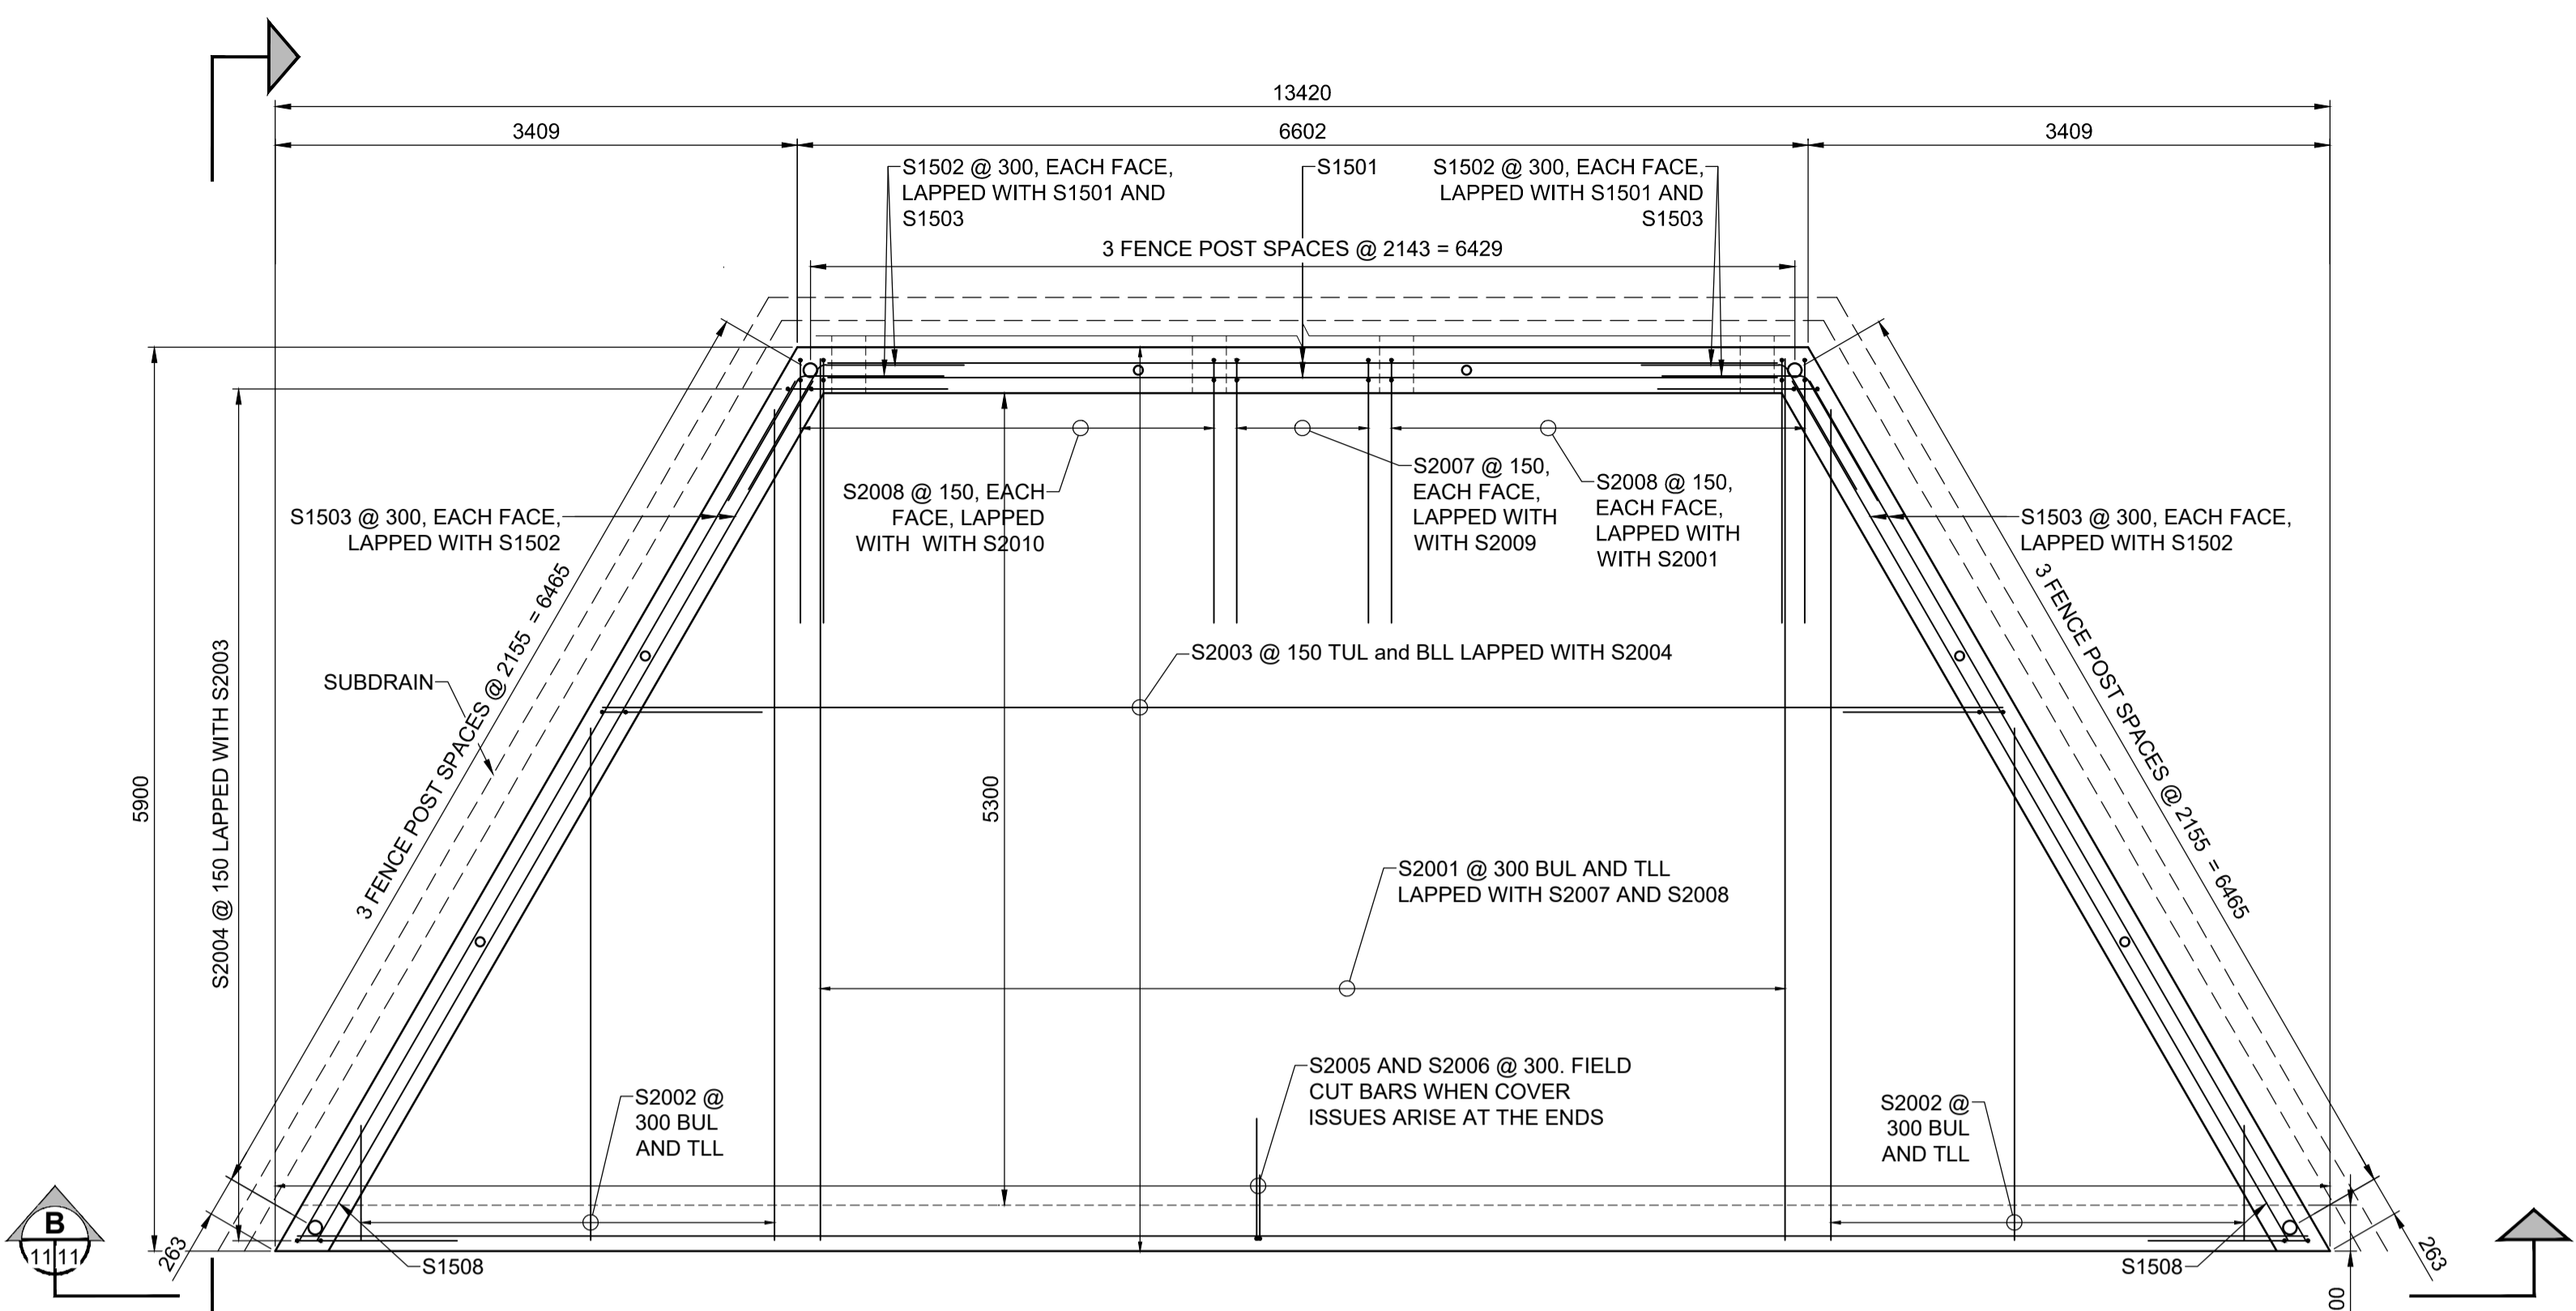 13420
3409
6602
3409
S1502 @ 300, EACH FACE,
LAPPED WITH S1501 AND
S1503
S1501
S1502 @ 300, EACH FACE,
LAPPED WITH S1501 AND
S1503
3 FENCE POST SPACES @ 2143 = 6429
S2008 @ 150, EACH
FACE, LAPPED
WITH  WITH S2010
S2007 @ 150,
EACH FACE,
LAPPED WITH
WITH S2009
S2008 @ 150,
EACH FACE,
LAPPED WITH
WITH S2001
S1503 @ 300, EACH FACE,
LAPPED WITH S1502
S1503 @ 300, EACH FACE,
LAPPED WITH S1502
3 FENCE POST SPACES @ 2155 = 6465
3 FENCE POST SPACES @ 2155 = 6465
S2003 @ 150 TUL and BLL LAPPED WITH S2004
SUBDRAIN
5900
S2004 @ 150 LAPPED WITH S2003
5300
S2001 @ 300 BUL AND TLL
LAPPED WITH S2007 AND S2008
S2005 AND S2006 @ 300. FIELD
CUT BARS WHEN COVER
ISSUES ARISE AT THE ENDS
S2002 @
300 BUL
AND TLL
S2002 @
300 BUL
AND TLL
B
11 11
263
S1508
S1508
263
00